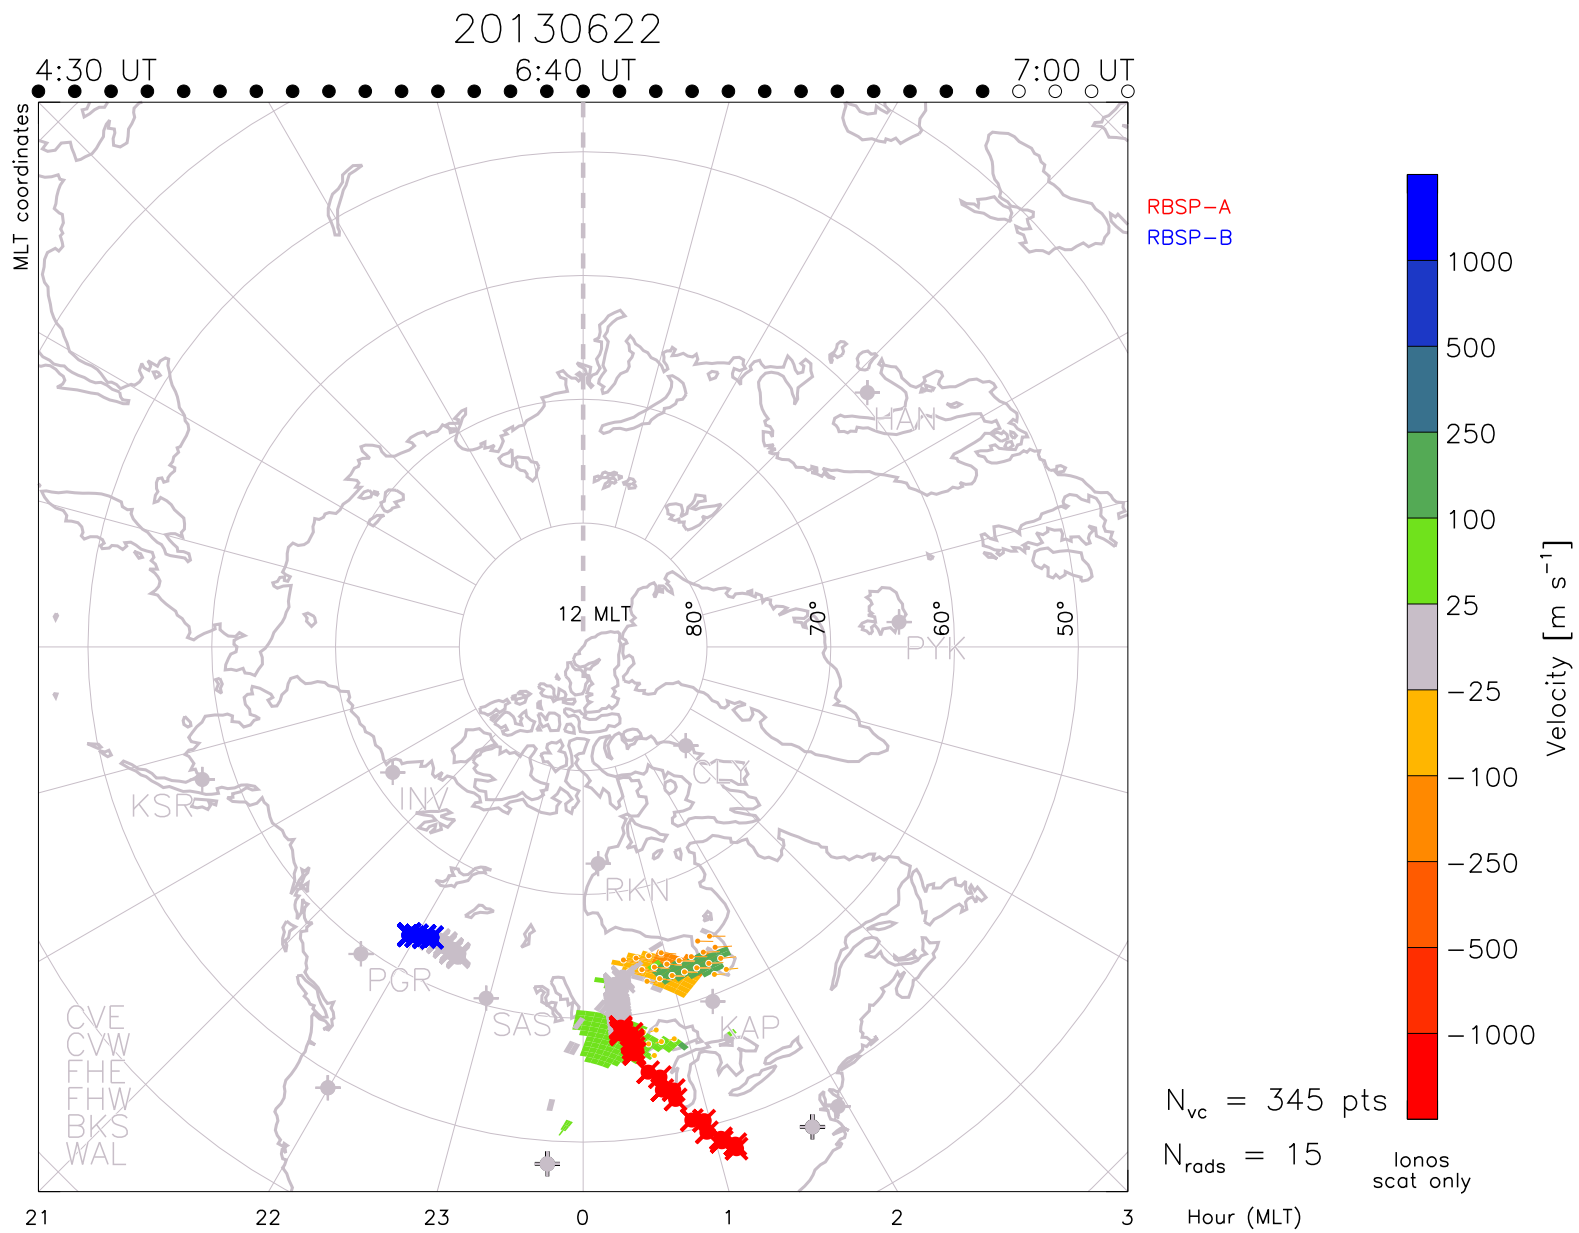 20130622
4:30 UT 6:40 UT 7:00 UT
MLT coordinates
RBSP-A
RBSP-B
1000
500
250
100
25
-25
-100
-250
-500
-1000
Velocity [m s⁻¹]
HAN
12 MLT 80° 70° 60° 50°
PYK
CLY
KSR
INV
RKN
PGR
SAS
KAP
CVE
CVW
FHE
FHW
BKS
WAL
Nvc = 345 pts
Nrads = 15
Ionos
scat only
21 22 23 0 1 2 3
Hour (MLT)